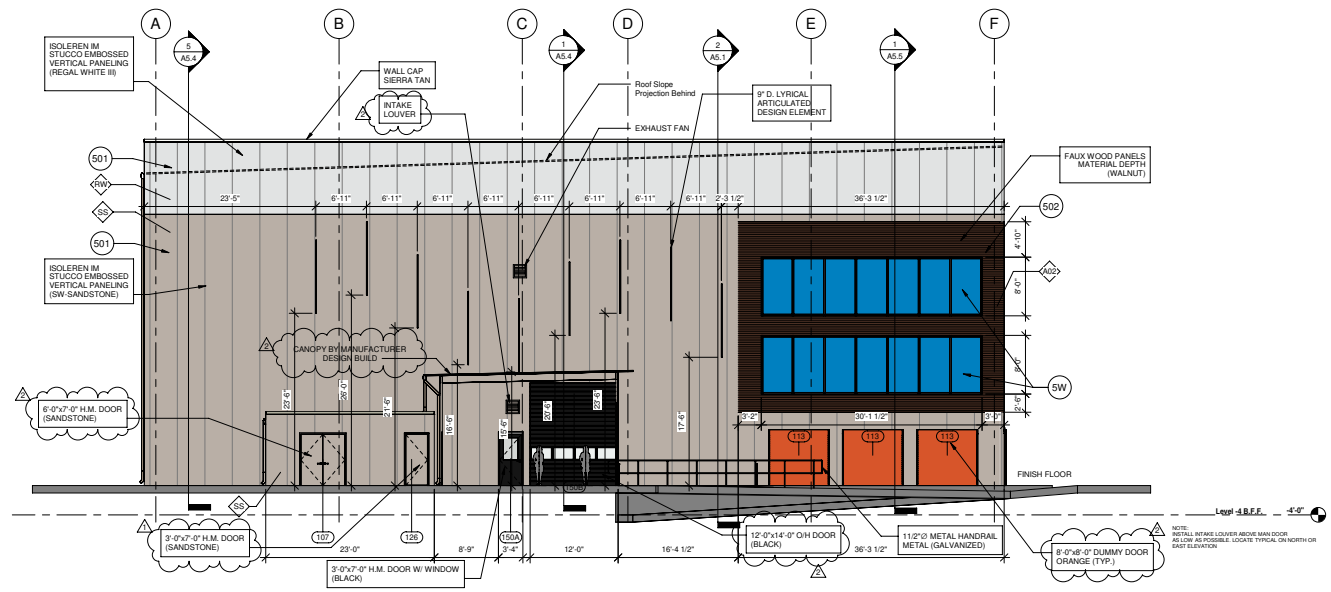 A
B
C
D
E
F
5
A5.4
1
A5.4
2
A5.1
1
A5.5
ISOLEREN IM
STUCCO EMBOSSED
VERTICAL PANELING
(REGAL WHITE III)
WALL CAP
SIERRA TAN
INTAKE
LOUVER
2
Roof Slope
Projection Behind
EXHAUST FAN
9" D. LYRICAL
ARTICULATED
DESIGN ELEMENT
FAUX WOOD PANELS
MATERIAL DEPTH
(WALNUT)
501
RW
SS
501
502
A02
5W
23'-5"
6'-11"
6'-11"
6'-11"
6'-11"
6'-11"
6'-11"
6'-11"
6'-11"
2'-3 1/2"
36'-3 1/2"
4'-10"
8'-0"
8'-0"
2'-6"
ISOLEREN IM
STUCCO EMBOSSED
VERTICAL PANELING
(SW-SANDSTONE)
2
CANOPY BY MANUFACTURER
DESIGN BUILD
2
6'-0"x7'-0" H.M. DOOR
(SANDSTONE)
23'-6"
26'-0"
21'-6"
16'-6"
15'-6"
20'-6"
23'-6"
17'-6"
3'-2"
30'-1 1/2"
3'-0"
113
113
113
FINISH FLOOR
150B
SS
Level -4 B.F.F.
-4'-0"
1
3'-0"x7'-0" H.M. DOOR
(SANDSTONE)
107
126
150A
23'-0"
8'-9"
3'-4"
12'-0"
16'-4 1/2"
36'-3 1/2"
3'-0"x7'-0" H.M. DOOR W/ WINDOW
(BLACK)
12'-0"x14'-0" O/H DOOR
(BLACK)
2
11/2"∅ METAL HANDRAIL
METAL (GALVANIZED)
8'-0"x8'-0" DUMMY DOOR
ORANGE (TYP.)
2
NOTE:
INSTALL INTAKE LOUVER ABOVE MAN DOOR
AS LOW AS POSSIBLE. LOCATE TYPICAL ON NORTH OR
EAST ELEVATION